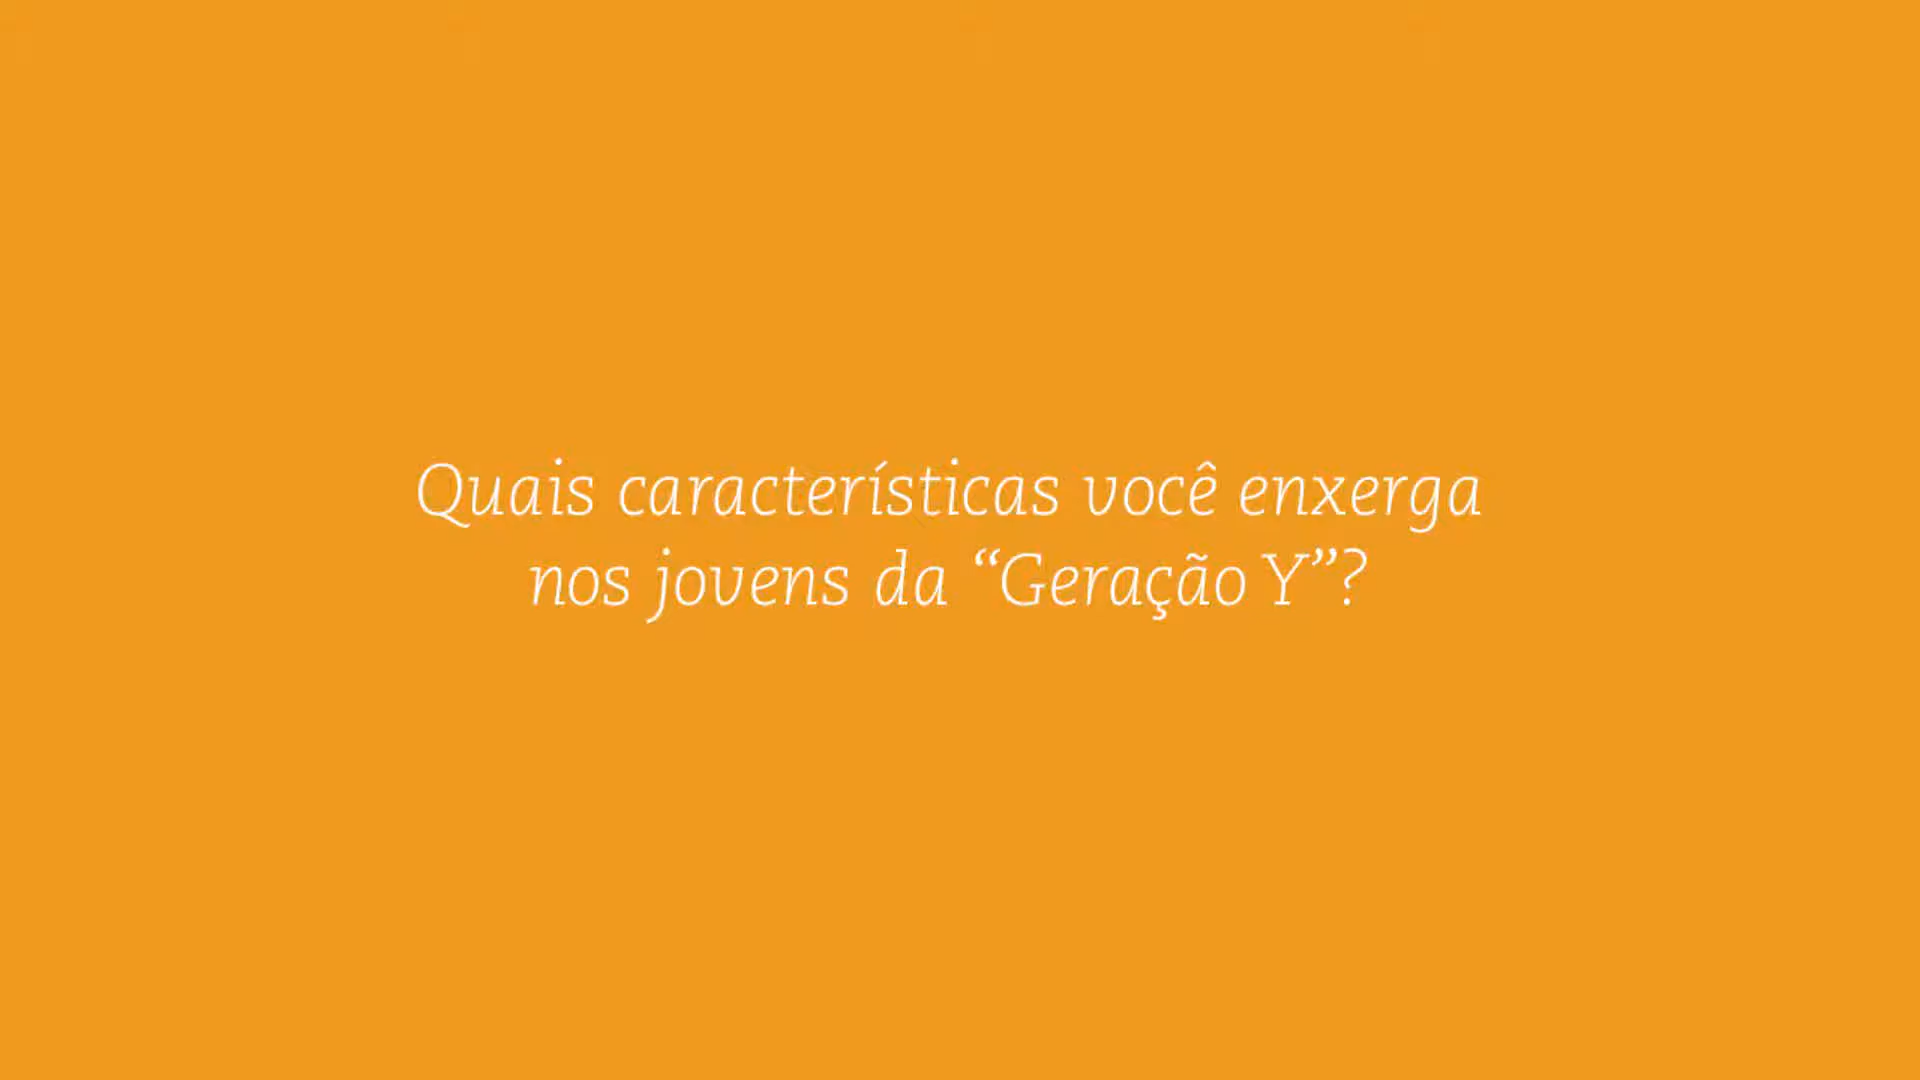 Quais características você enxerga
nos jovens da “Geração Y”?